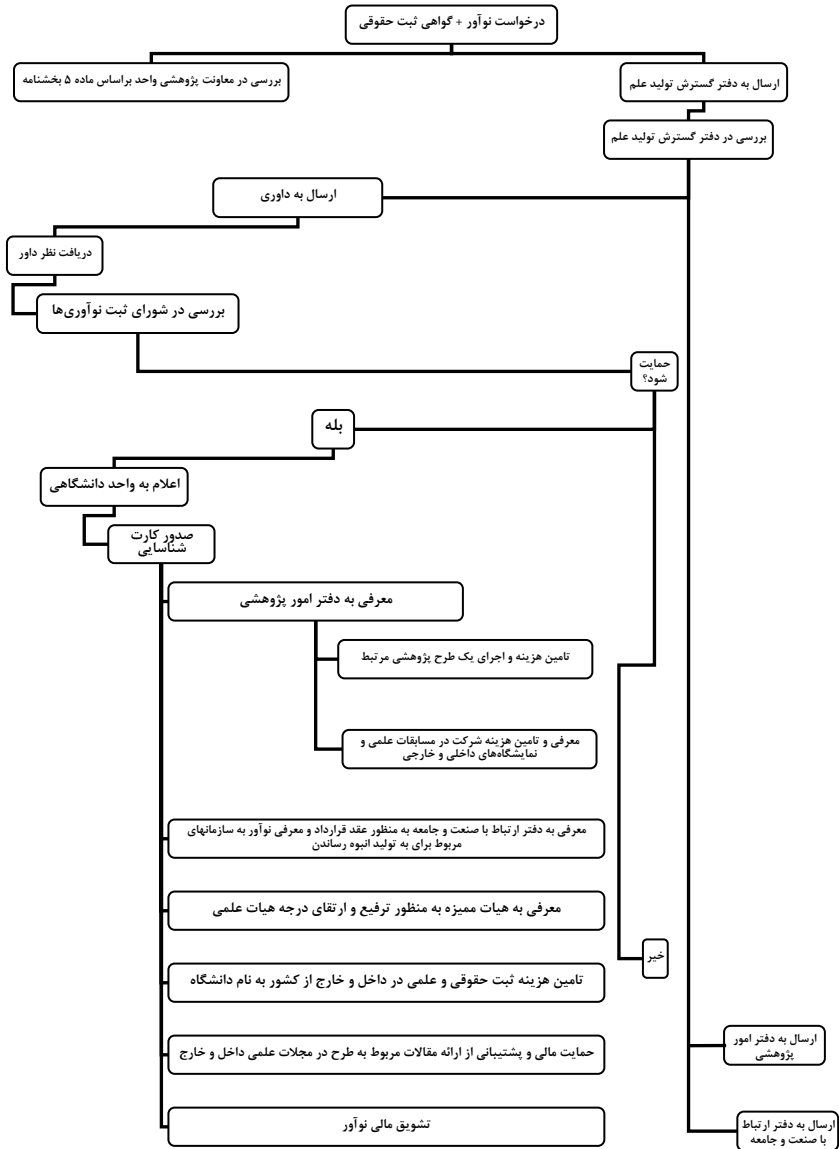 درخواست نوآور + گواهی ثبت حقوقی
ارسال به دفتر گسترش تولید علم
بررسی در معاونت پژوهشی واحد براساس ماده ۵ بخشنامه
بررسی در دفتر گسترش تولید علم
ارسال به داوری
دریافت نظر داور
بررسی در شورای ثبت نوآوری‌ها
حمایت
شود؟
بله
اعلام به واحد دانشگاهی
صدور کارت
شناسایی
معرفی به دفتر امور پژوهشی
تامین هزینه و اجرای یک طرح پژوهشی مرتبط
معرفی و تامین هزینه شرکت در مسابقات علمی و
نمایشگاه‌های داخلی و خارجی
معرفی به دفتر ارتباط با صنعت و جامعه به منظور عقد قرارداد و معرفی نوآور به سازمانهای
مربوط برای به تولید انبوه رساندن
معرفی به هیات ممیزه به منظور ترفیع و ارتقای درجه هیات علمی
تامین هزینه ثبت حقوقی و علمی در داخل و خارج از کشور به نام دانشگاه
حمایت مالی و پشتیبانی از ارائه مقالات مربوط به طرح در مجلات علمی داخل و خارج
تشویق مالی نوآور
خیر
ارسال به دفتر امور
پژوهشی
ارسال به دفتر ارتباط
با صنعت و جامعه